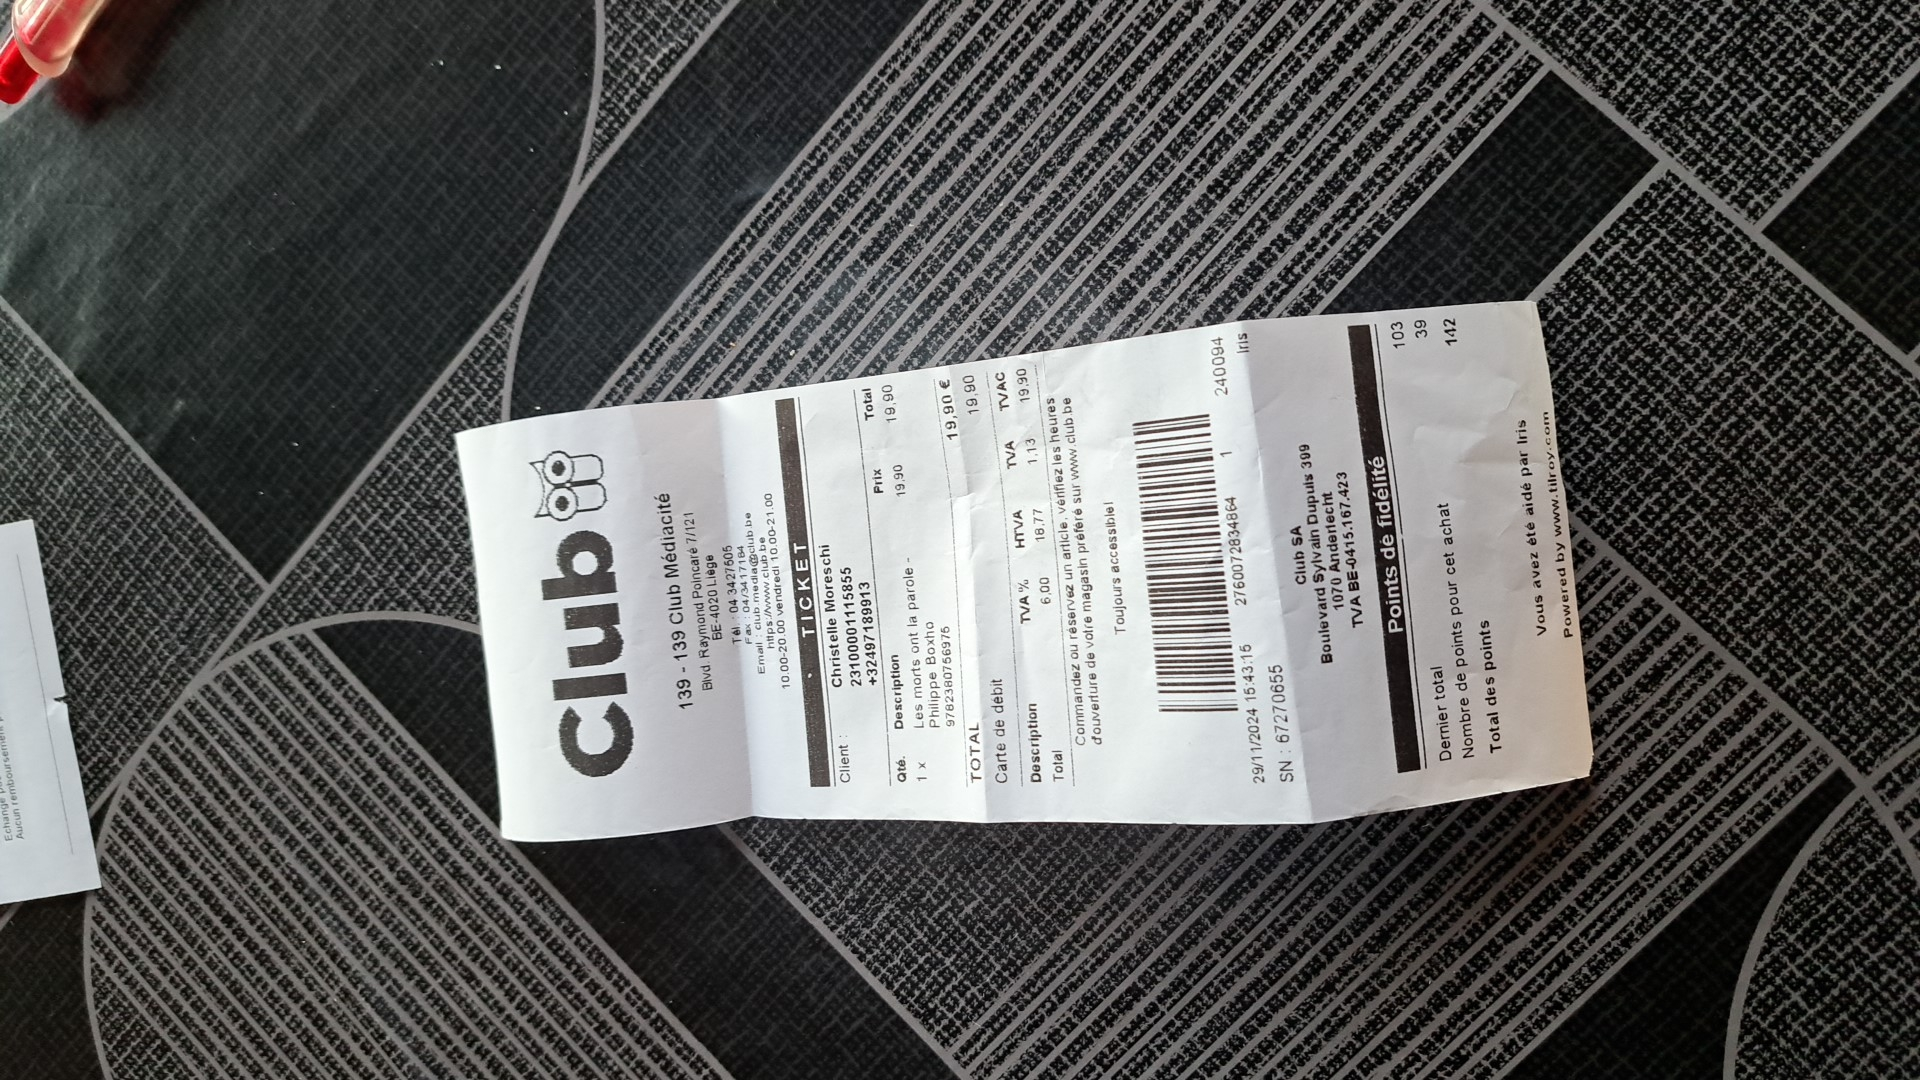 Club
139 - 139 Club Médiacité
Blvd. Raymond Poincaré 7/121
BE-4020 Liège
Tél : 04 3427605
Fax : 04/3417184
Email : club.media@club.be
https://www.club.be
10.00-20.00 vendredi 10.00-21.00
TICKET
Client : Christelle Moreschi
2310000115855
+32497189913
Qté. Description Prix Total
1 x Les morts ont la parole - 19,90 19,90
Philippe Boxho
9782380756975
TOTAL 19,90 €
Carte de débit 19,90
Description TVA % HTVA TVA TVAC
Total 6,00 18,77 1,13 19,90
Commandez ou réservez un article, vérifiez les heures
d'ouverture de votre magasin préféré sur www.club.be
Toujours accessible!
29/11/2024 15:43:15 2760072834864 1 240094
SN : 67270655 Iris
Club SA
Boulevard Sylvain Dupuis 399
1070 Anderlecht
TVA BE-0415.167.423
Points de fidélité
Dernier total 103
Nombre de points pour cet achat 39
Total des points 142
Vous avez été aidé par Iris
Powered by www.tilroy.com
Aucun remboursement